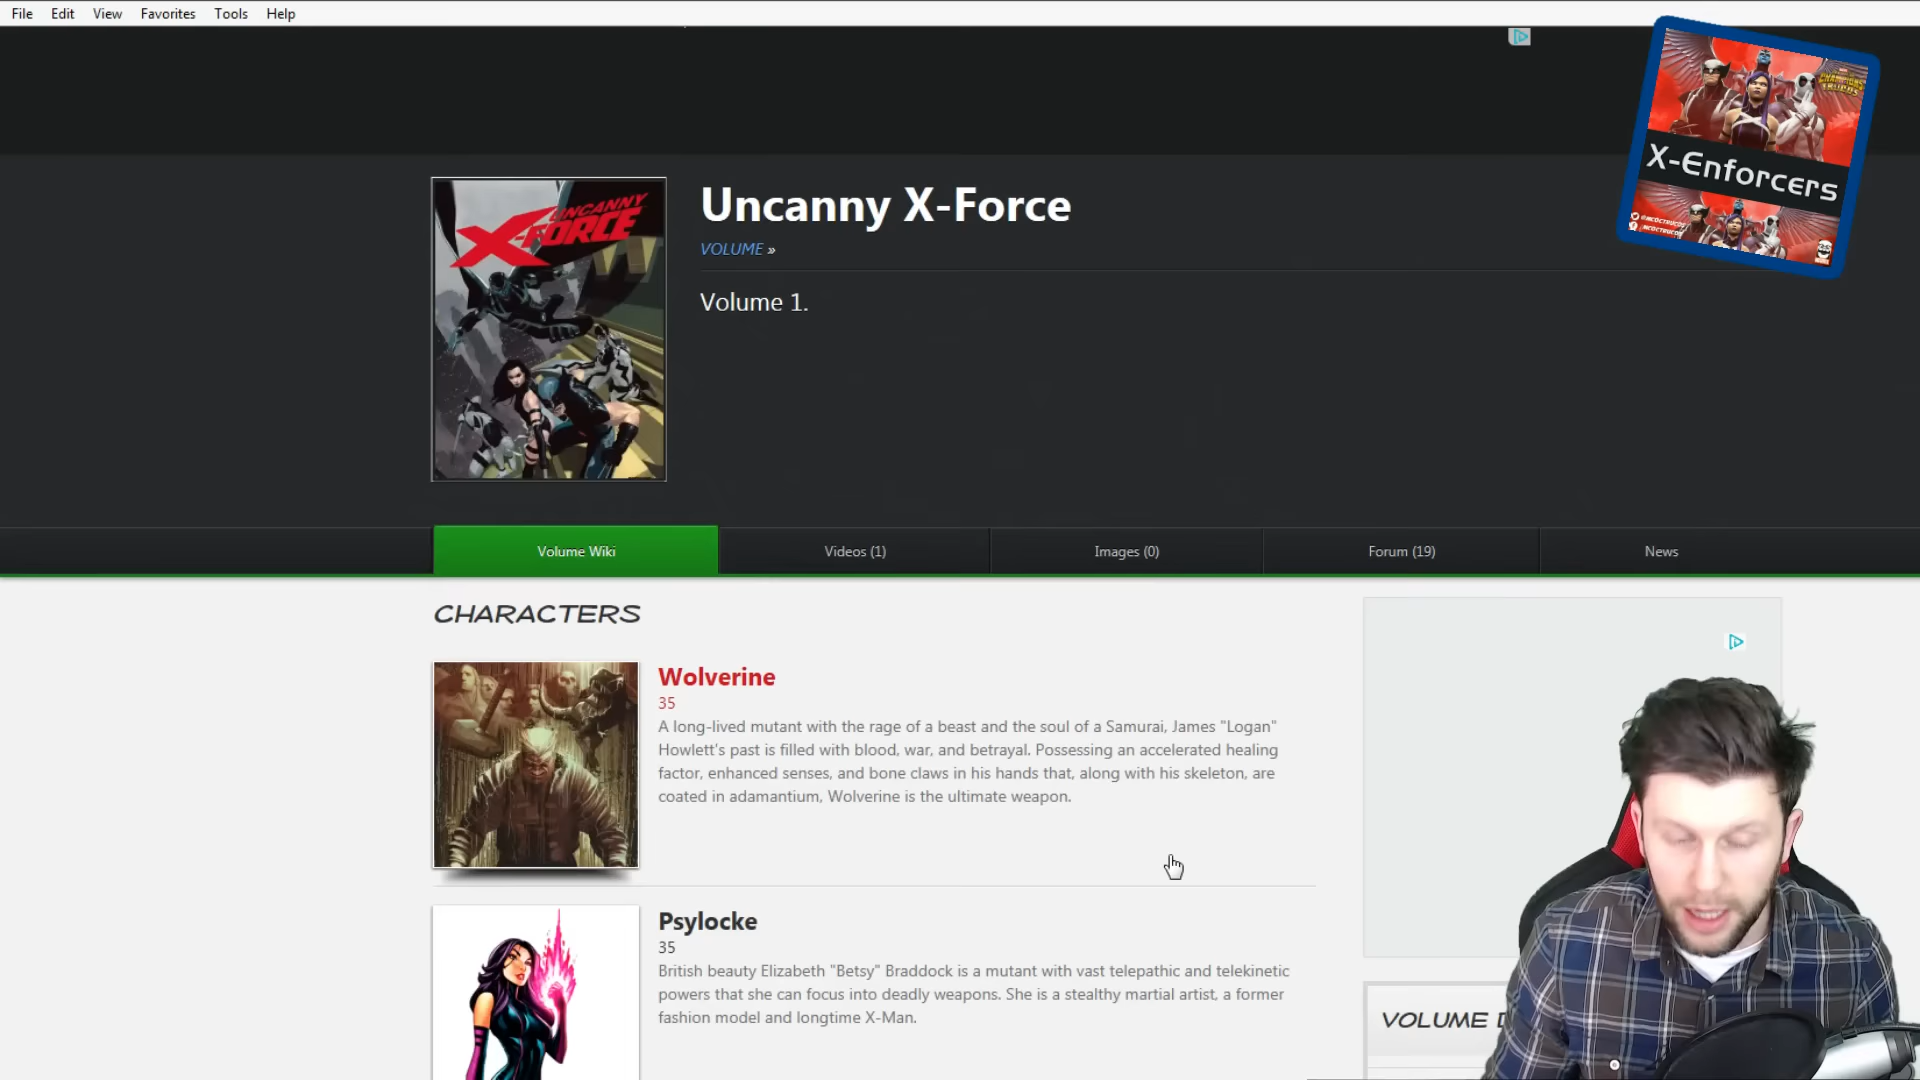 File Edit View Favorites Tools Help
X-Enforcers
UNCANNY
X-FORCE
Uncanny X-Force
VOLUME »
Volume 1.
Volume Wiki
Videos (1)
Images (0)
Forum (19)
News
CHARACTERS
Wolverine
35
A long-lived mutant with the rage of a beast and the soul of a Samurai, James "Logan"
Howlett's past is filled with blood, war, and betrayal. Possessing an accelerated healing
factor, enhanced senses, and bone claws in his hands that, along with his skeleton, are
coated in adamantium, Wolverine is the ultimate weapon.
Psylocke
35
British beauty Elizabeth "Betsy" Braddock is a mutant with vast telepathic and telekinetic
powers that she can focus into deadly weapons. She is a stealthy martial artist, a former
fashion model and longtime X-Man.
VOLUME